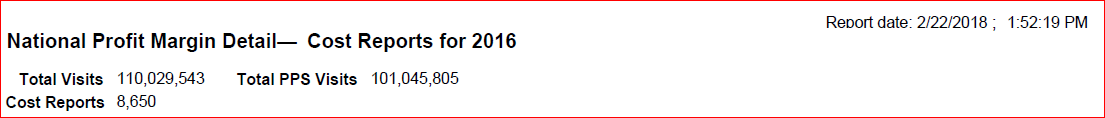 Report date: 2/22/2018 ; 1:52:19 PM
National Profit Margin Detail— Cost Reports for 2016
Total Visits 110,029,543 Total PPS Visits 101,045,805
Cost Reports 8,650